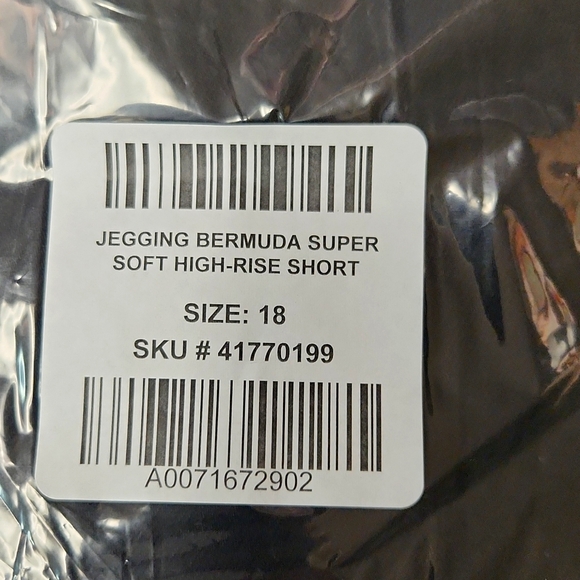 JEGGING BERMUDA SUPER
SOFT HIGH-RISE SHORT
SIZE: 18
SKU # 41770199
A0071672902